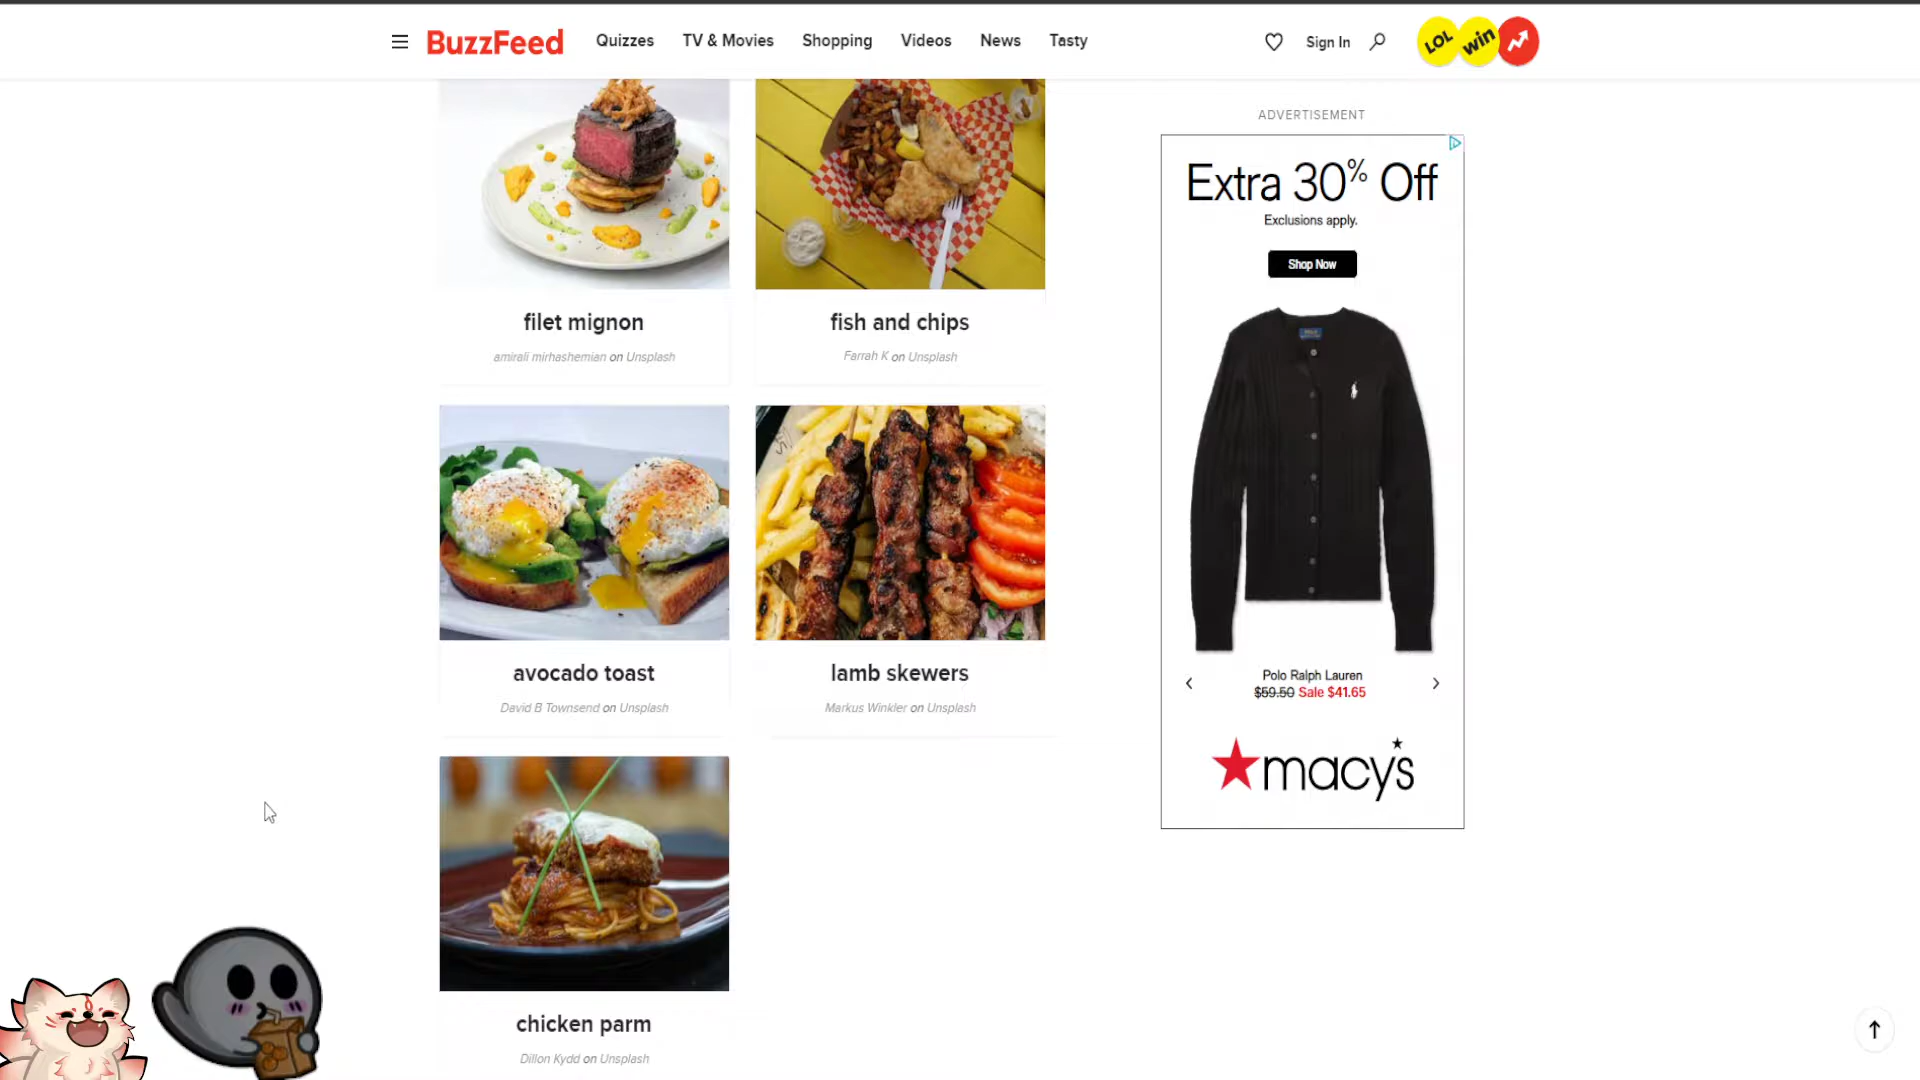 BuzzFeed
Quizzes
TV & Movies
Shopping
Videos
News
Tasty
Sign In
LOL
win
ADVERTISEMENT
Extra 30% Off
Exclusions apply.
Shop Now
filet mignon
amirali mirhashemian on Unsplash
fish and chips
Farrah K on Unsplash
avocado toast
David B Townsend on Unsplash
lamb skewers
Markus Winkler on Unsplash
Polo Ralph Lauren
$59.50 Sale $41.65
macy's
chicken parm
Dillon Kydd on Unsplash